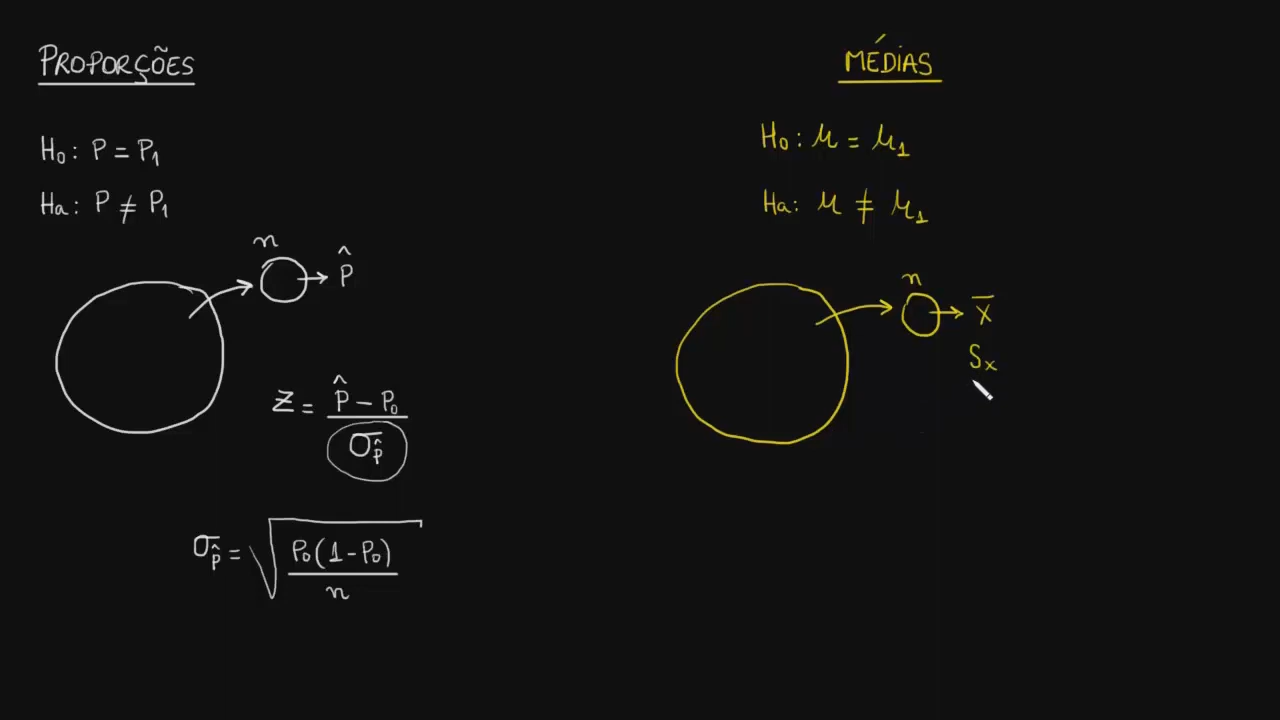 PROPORÇÕES
H₀: P = P₁
Ha: P ≠ P₁
n
p̂
Z = (p̂ − P₀) / σp̂
σp̂ = √(P₀(1−P₀) / n)
MÉDIAS
H₀: μ = μ₁
Ha: μ ≠ μ₁
n
x̄
Sx